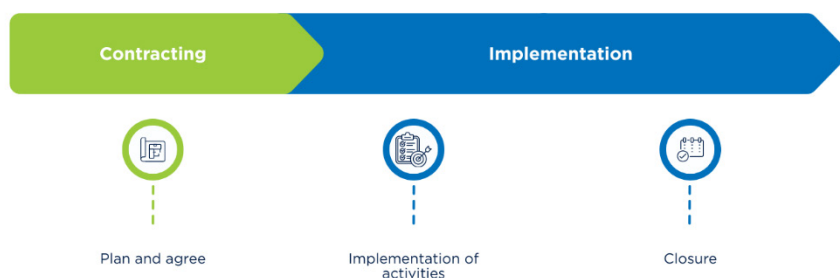 Contracting
Implementation
Plan and agree
Implementation of
activities
Closure